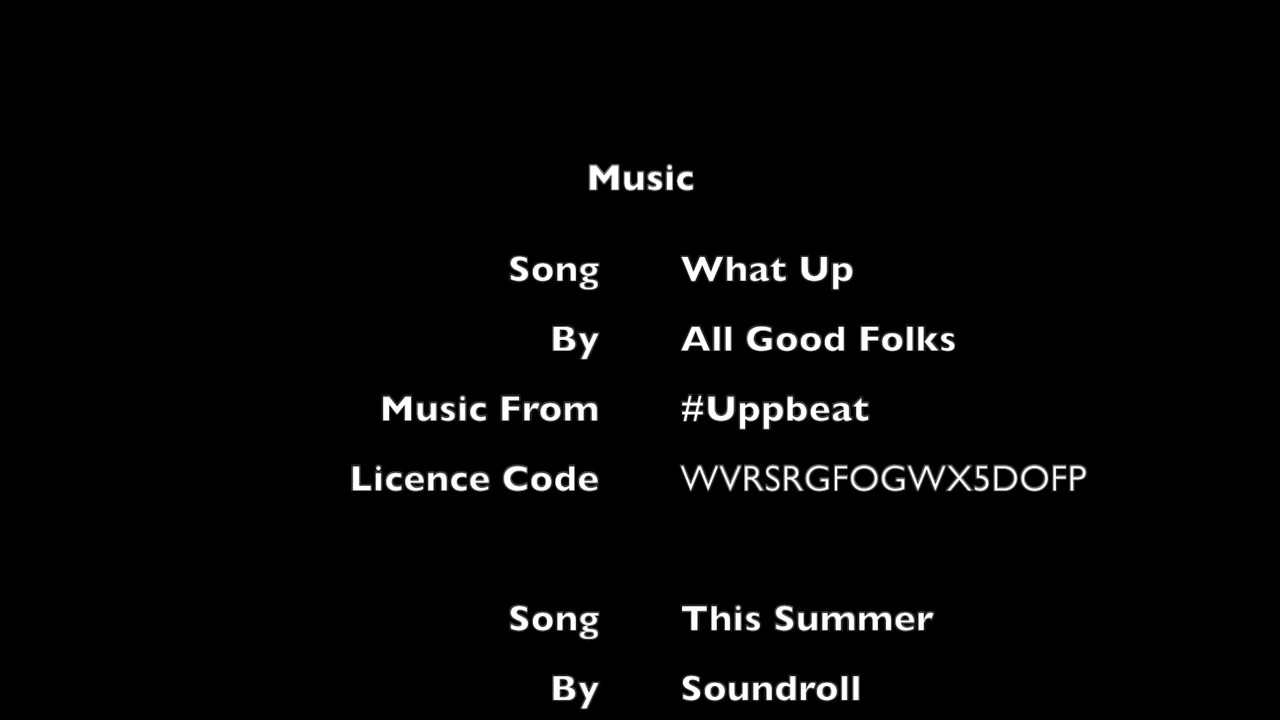 Music
Song What Up
By All Good Folks
Music From #Uppbeat
Licence Code WVRSRGFOGWX5DOFP
Song This Summer
By Soundroll